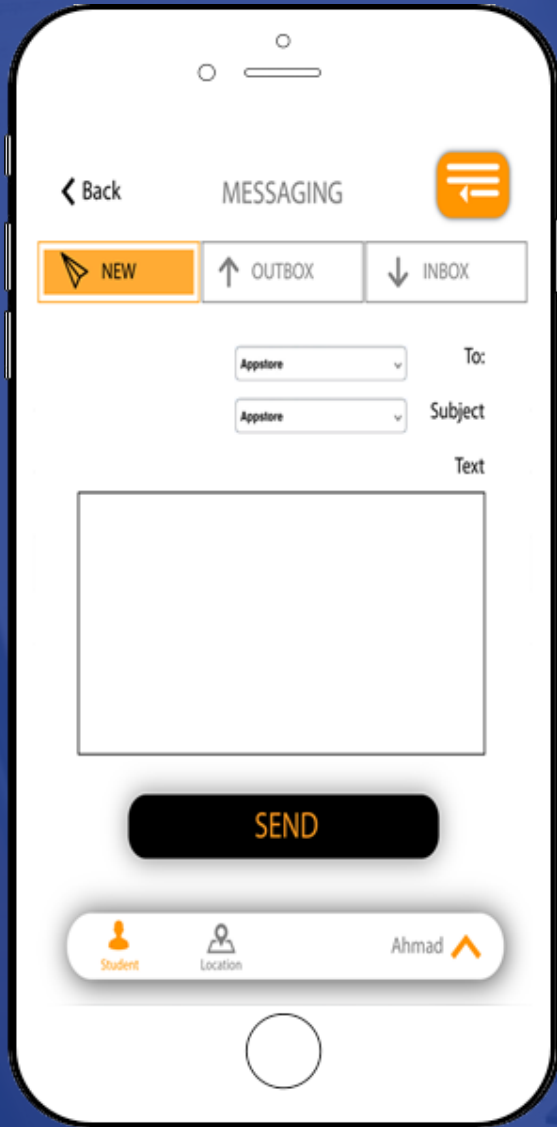 Back MESSAGING
NEW OUTBOX INBOX
Appstore To:
Appstore Subject
Text
SEND
Student Location Ahmad